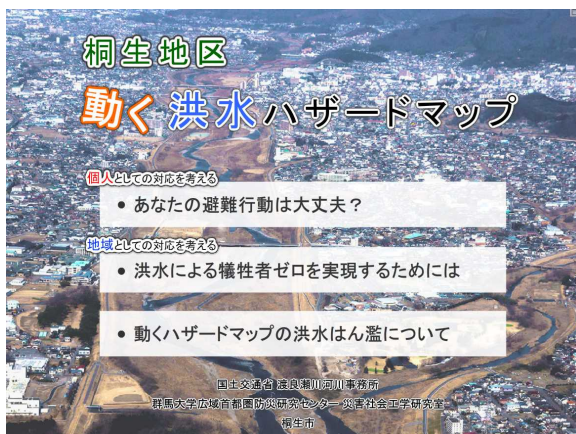 桐生地区
動く洪水ハザードマップ
個人としての対応を考える
• あなたの避難行動は大丈夫？
地域としての対応を考える
• 洪水による犠牲者ゼロを実現するためには
• 動くハザードマップの洪水はん濫について
国土交通省 渡良瀬川河川事務所
群馬大学広域首都圏防災研究センター 災害社会工学研究室
桐生市